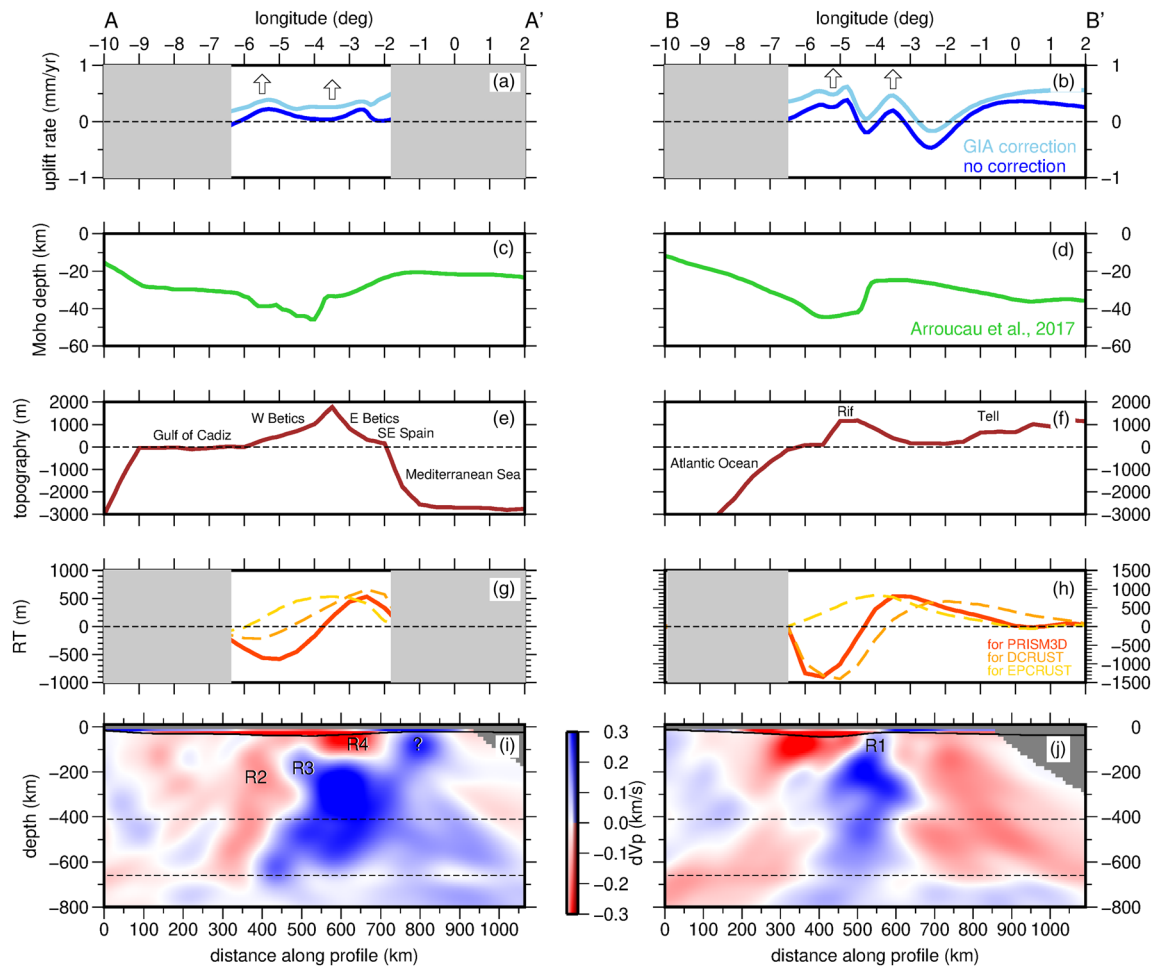 A longitude (deg) A’
−10 −9 −8 −7 −6 −5 −4 −3 −2 −1 0 1 2
uplift rate (mm/yr)
1
0
−1
(a)
B longitude (deg) B’
−10 −9 −8 −7 −6 −5 −4 −3 −2 −1 0 1 2
(b)
GIA correction
no correction
1
0
−1
Moho depth (km)
0
−20
−40
−60
(c)
(d)
Arroucau et al., 2017
0
−20
−40
−60
topography (m)
2000
1000
0
−1000
−2000
−3000
(e)
W Betics
E Betics
Gulf of Cadiz
SE Spain
Mediterranean Sea
(f)
Rif
Tell
Atlantic Ocean
2000
1000
0
−1000
−2000
−3000
RT (m)
1000
500
0
−500
−1000
(g)
(h)
for PRISM3D
for DCRUST
for EPCRUST
1500
1000
500
0
−500
−1000
−1500
depth (km)
0
−200
−400
−600
−800
(i)
R4
?
R3
R2
0 100 200 300 400 500 600 700 800 900 1000
distance along profile (km)
0.3
0.2
0.1
0.0
−0.1
−0.2
−0.3
dVp (km/s)
(j)
R1
0
−200
−400
−600
−800
0 100 200 300 400 500 600 700 800 900 1000
distance along profile (km)